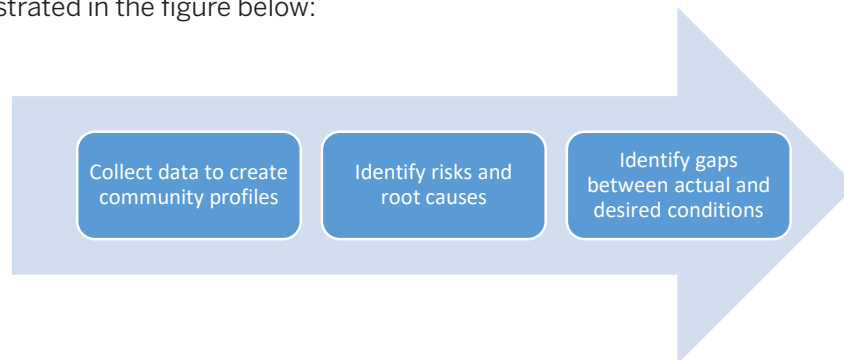 strated in the figure below:
Collect data to create
community profiles
Identify risks and
root causes
Identify gaps
between actual and
desired conditions